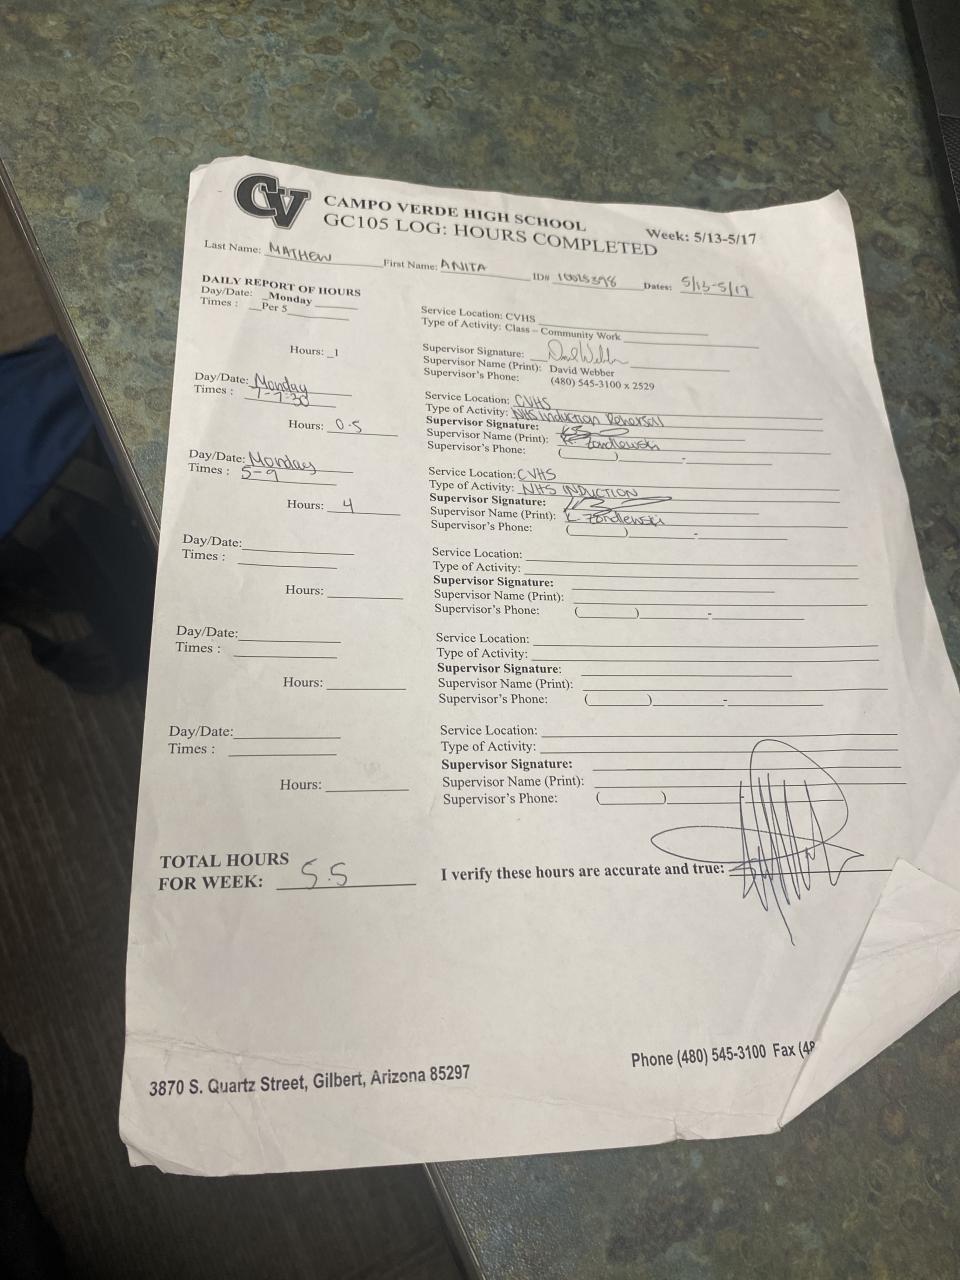 CV
CAMPO VERDE HIGH SCHOOL
GC105 LOG: HOURS COMPLETED
Week: 5/13-5/17
Last Name: MATHEW First Name: ANITA ID# 10015398 Dates: 5/13-5/17
DAILY REPORT OF HOURS
Day/Date: _Monday
Times : Per 5
Hours: _1
Service Location: CVHS
Type of Activity: Class – Community Work
Supervisor Signature:
Supervisor Name (Print): David Webber
Supervisor's Phone: (480) 545-3100 x 2529
Day/Date: Monday
Times : 7-7:30
Hours: 0.5
Service Location: CVHS
Type of Activity: NHS Induction Rehersal
Supervisor Signature:
Supervisor Name (Print): K. Zordlewski
Supervisor's Phone: ( ) -
Day/Date: Monday
Times : 5-9
Hours: 4
Service Location: CVHS
Type of Activity: NHS INDUCTION
Supervisor Signature:
Supervisor Name (Print): K. Zordlewski
Supervisor's Phone: ( ) -
Day/Date:
Times :
Hours:
Service Location:
Type of Activity:
Supervisor Signature:
Supervisor Name (Print):
Supervisor's Phone: ( ) -
Day/Date:
Times :
Hours:
Service Location:
Type of Activity:
Supervisor Signature:
Supervisor Name (Print):
Supervisor's Phone: ( ) -
Day/Date:
Times :
Hours:
Service Location:
Type of Activity:
Supervisor Signature:
Supervisor Name (Print):
Supervisor's Phone: ( ) -
TOTAL HOURS
FOR WEEK: 5.5
I verify these hours are accurate and true:
3870 S. Quartz Street, Gilbert, Arizona 85297
Phone (480) 545-3100 Fax (48